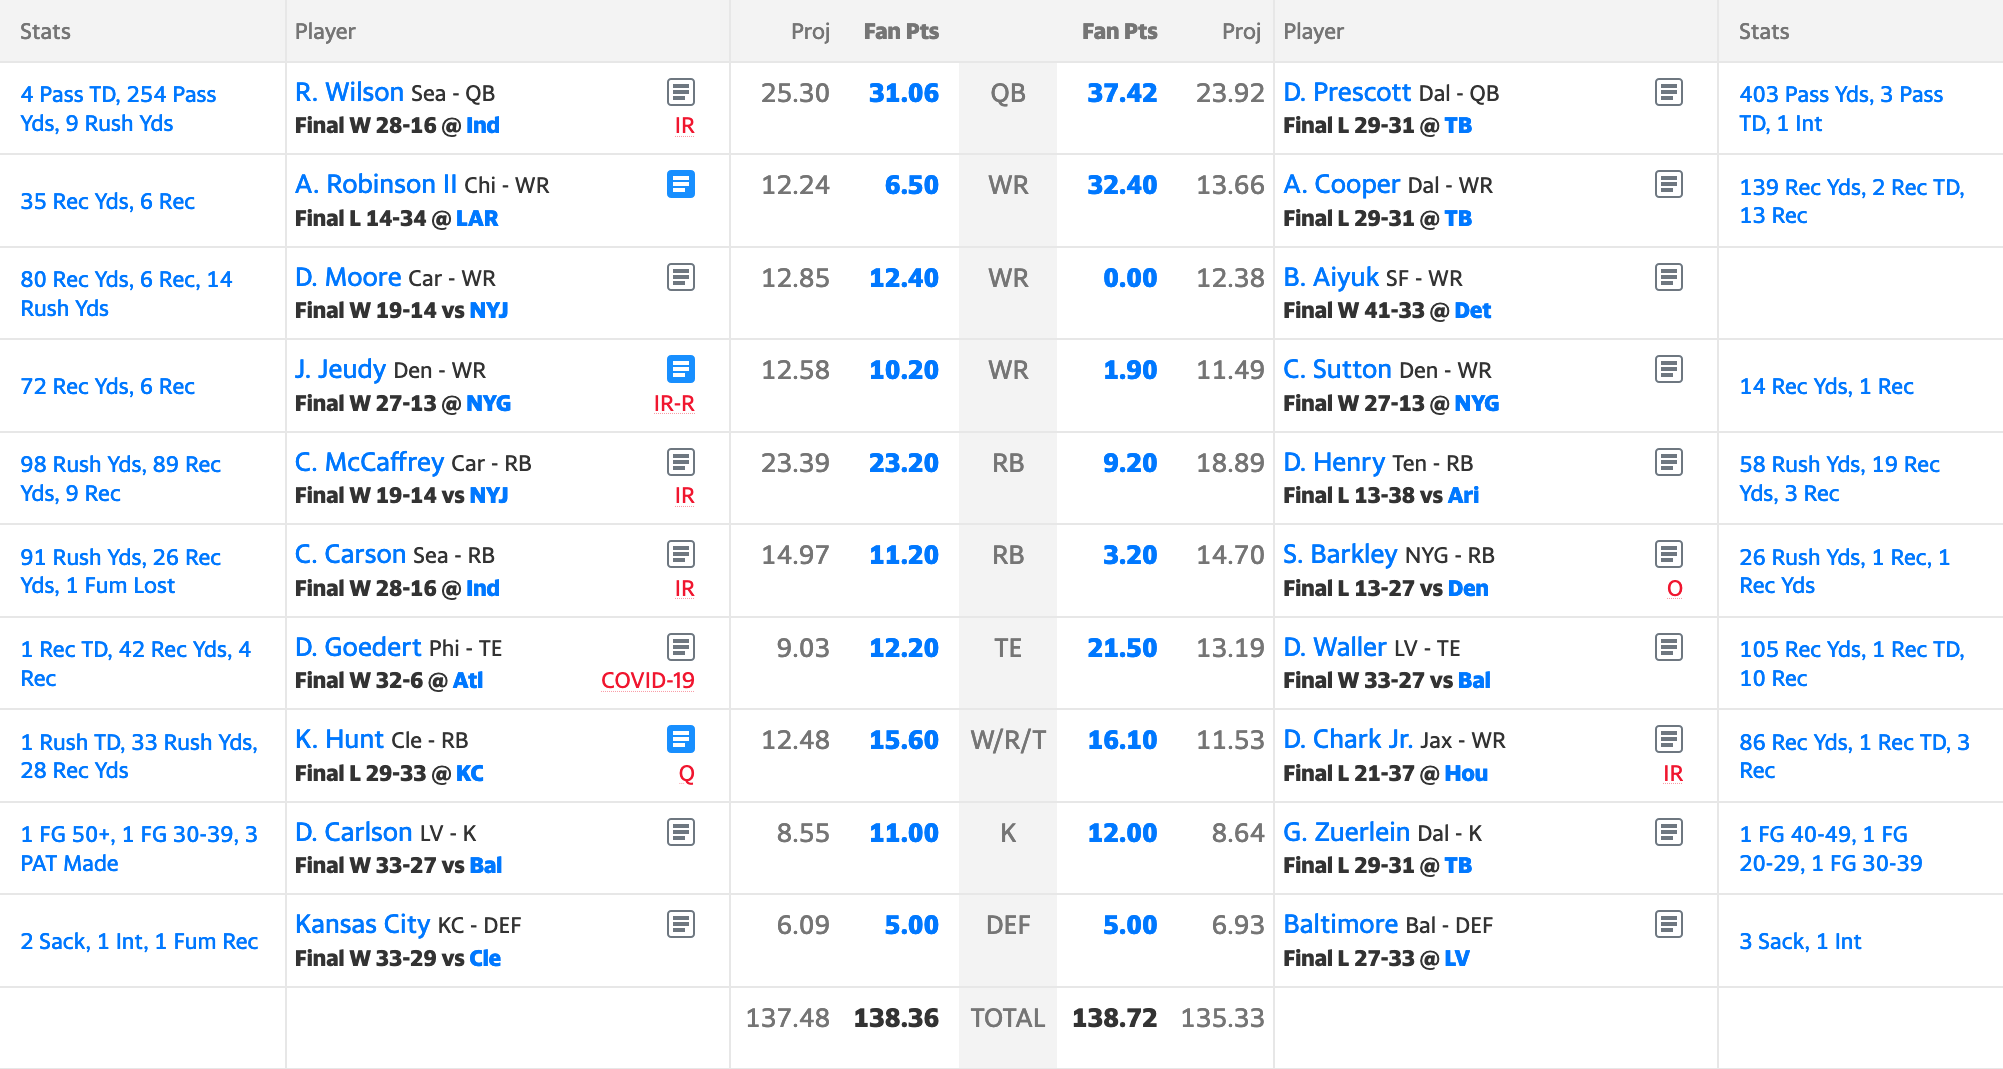 Stats Player Proj Fan Pts Fan Pts Proj Player Stats
4 Pass TD, 254 Pass
Yds, 9 Rush Yds
R. Wilson Sea - QB
Final W 28-16 @ Ind
IR
25.30 31.06 QB 37.42 23.92
D. Prescott Dal - QB
Final L 29-31 @ TB
403 Pass Yds, 3 Pass
TD, 1 Int
35 Rec Yds, 6 Rec
A. Robinson II Chi - WR
Final L 14-34 @ LAR
12.24 6.50 WR 32.40 13.66
A. Cooper Dal - WR
Final L 29-31 @ TB
139 Rec Yds, 2 Rec TD,
13 Rec
80 Rec Yds, 6 Rec, 14
Rush Yds
D. Moore Car - WR
Final W 19-14 vs NYJ
12.85 12.40 WR 0.00 12.38
B. Aiyuk SF - WR
Final W 41-33 @ Det
72 Rec Yds, 6 Rec
J. Jeudy Den - WR
Final W 27-13 @ NYG
IR-R
12.58 10.20 WR 1.90 11.49
C. Sutton Den - WR
Final W 27-13 @ NYG
14 Rec Yds, 1 Rec
98 Rush Yds, 89 Rec
Yds, 9 Rec
C. McCaffrey Car - RB
Final W 19-14 vs NYJ
IR
23.39 23.20 RB 9.20 18.89
D. Henry Ten - RB
Final L 13-38 vs Ari
58 Rush Yds, 19 Rec
Yds, 3 Rec
91 Rush Yds, 26 Rec
Yds, 1 Fum Lost
C. Carson Sea - RB
Final W 28-16 @ Ind
IR
14.97 11.20 RB 3.20 14.70
S. Barkley NYG - RB
Final L 13-27 vs Den
O
26 Rush Yds, 1 Rec, 1
Rec Yds
1 Rec TD, 42 Rec Yds, 4
Rec
D. Goedert Phi - TE
Final W 32-6 @ Atl
COVID-19
9.03 12.20 TE 21.50 13.19
D. Waller LV - TE
Final W 33-27 vs Bal
105 Rec Yds, 1 Rec TD,
10 Rec
1 Rush TD, 33 Rush Yds,
28 Rec Yds
K. Hunt Cle - RB
Final L 29-33 @ KC
Q
12.48 15.60 W/R/T 16.10 11.53
D. Chark Jr. Jax - WR
Final L 21-37 @ Hou
IR
86 Rec Yds, 1 Rec TD, 3
Rec
1 FG 50+, 1 FG 30-39, 3
PAT Made
D. Carlson LV - K
Final W 33-27 vs Bal
8.55 11.00 K 12.00 8.64
G. Zuerlein Dal - K
Final L 29-31 @ TB
1 FG 40-49, 1 FG
20-29, 1 FG 30-39
2 Sack, 1 Int, 1 Fum Rec
Kansas City KC - DEF
Final W 33-29 vs Cle
6.09 5.00 DEF 5.00 6.93
Baltimore Bal - DEF
Final L 27-33 @ LV
3 Sack, 1 Int
137.48 138.36 TOTAL 138.72 135.33